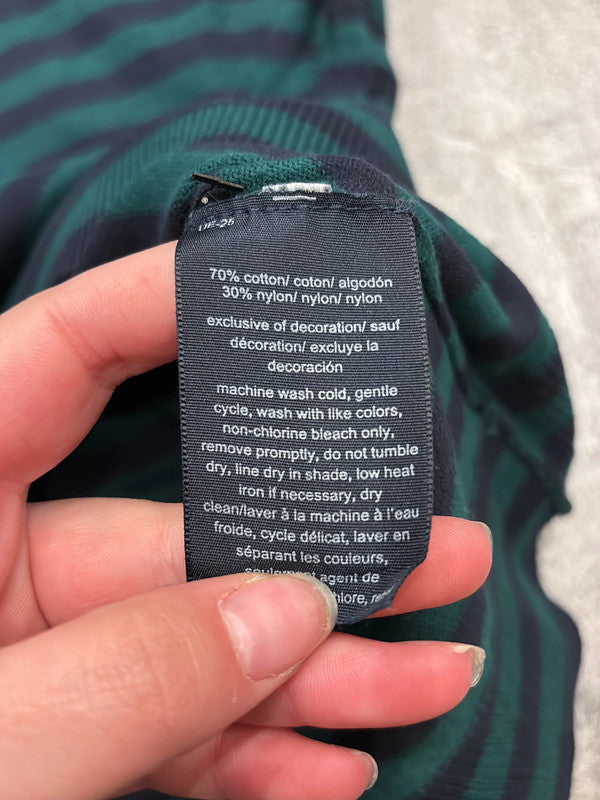 70% cotton/ coton/ algodón
30% nylon/ nylon/ nylon
exclusive of decoration/ sauf
décoration/ excluye la
decoración
machine wash cold, gentle
cycle, wash with like colors,
non-chlorine bleach only,
remove promptly, do not tumble
dry, line dry in shade, low heat
iron if necessary, dry
clean/laver à la machine à l'eau
froide, cycle délicat, laver en
séparant les couleurs,
seulement agent de